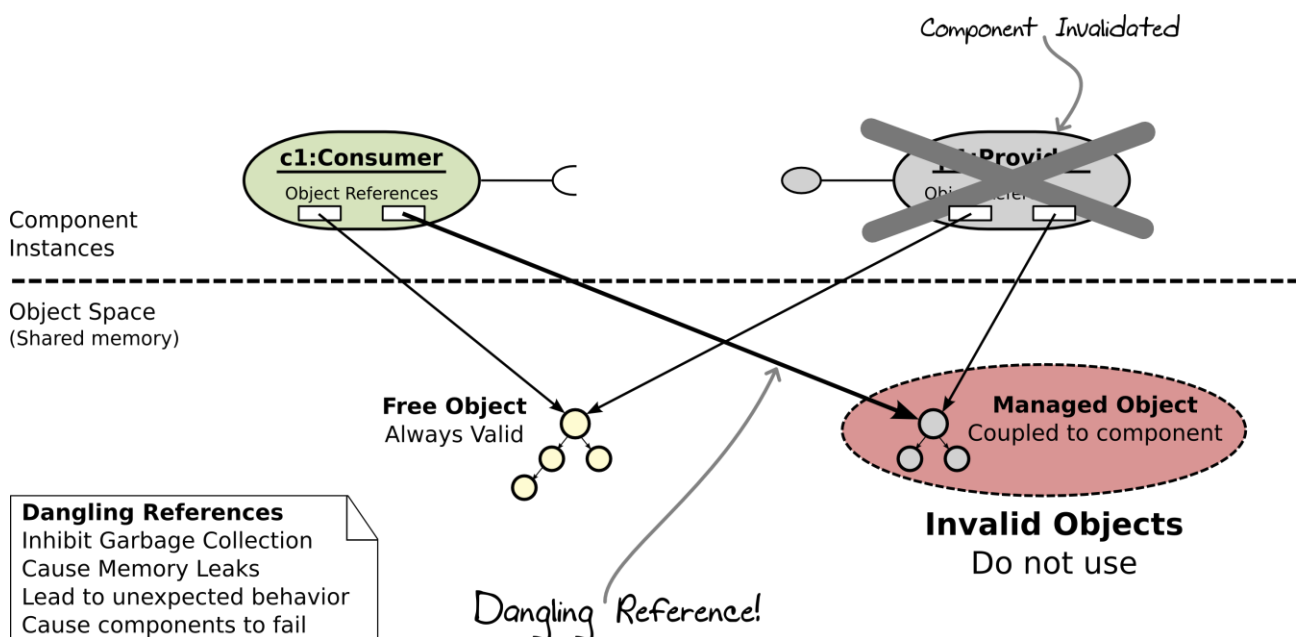 Component Invalidated
c1:Consumer
Object References
Component
Instances
Object Space
(Shared memory)
Free Object
Always Valid
Managed Object
Coupled to component
Invalid Objects
Do not use
Dangling References
Inhibit Garbage Collection
Cause Memory Leaks
Lead to unexpected behavior
Cause components to fail
Dangling Reference!